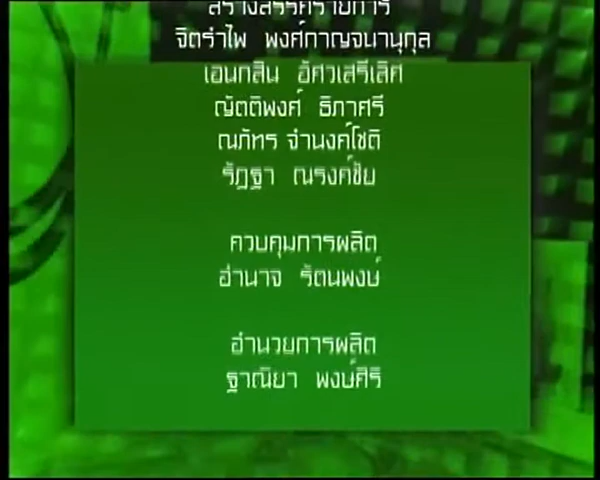 สร้างสรรค์รายการ
จิตรำไพ พงศ์กาญจนานุกุล
เอนกสิน อัศวเสรีเลิศ
ญัตติพงศ์ ธิภาศรี
ณภัทร จำนงค์โชติ
รัฎฐา ณรงค์ชัย
ควบคุมการผลิต
อำนาจ รัตนพงษ์
อำนวยการผลิต
ฐาณิยา พงษ์ศิริ